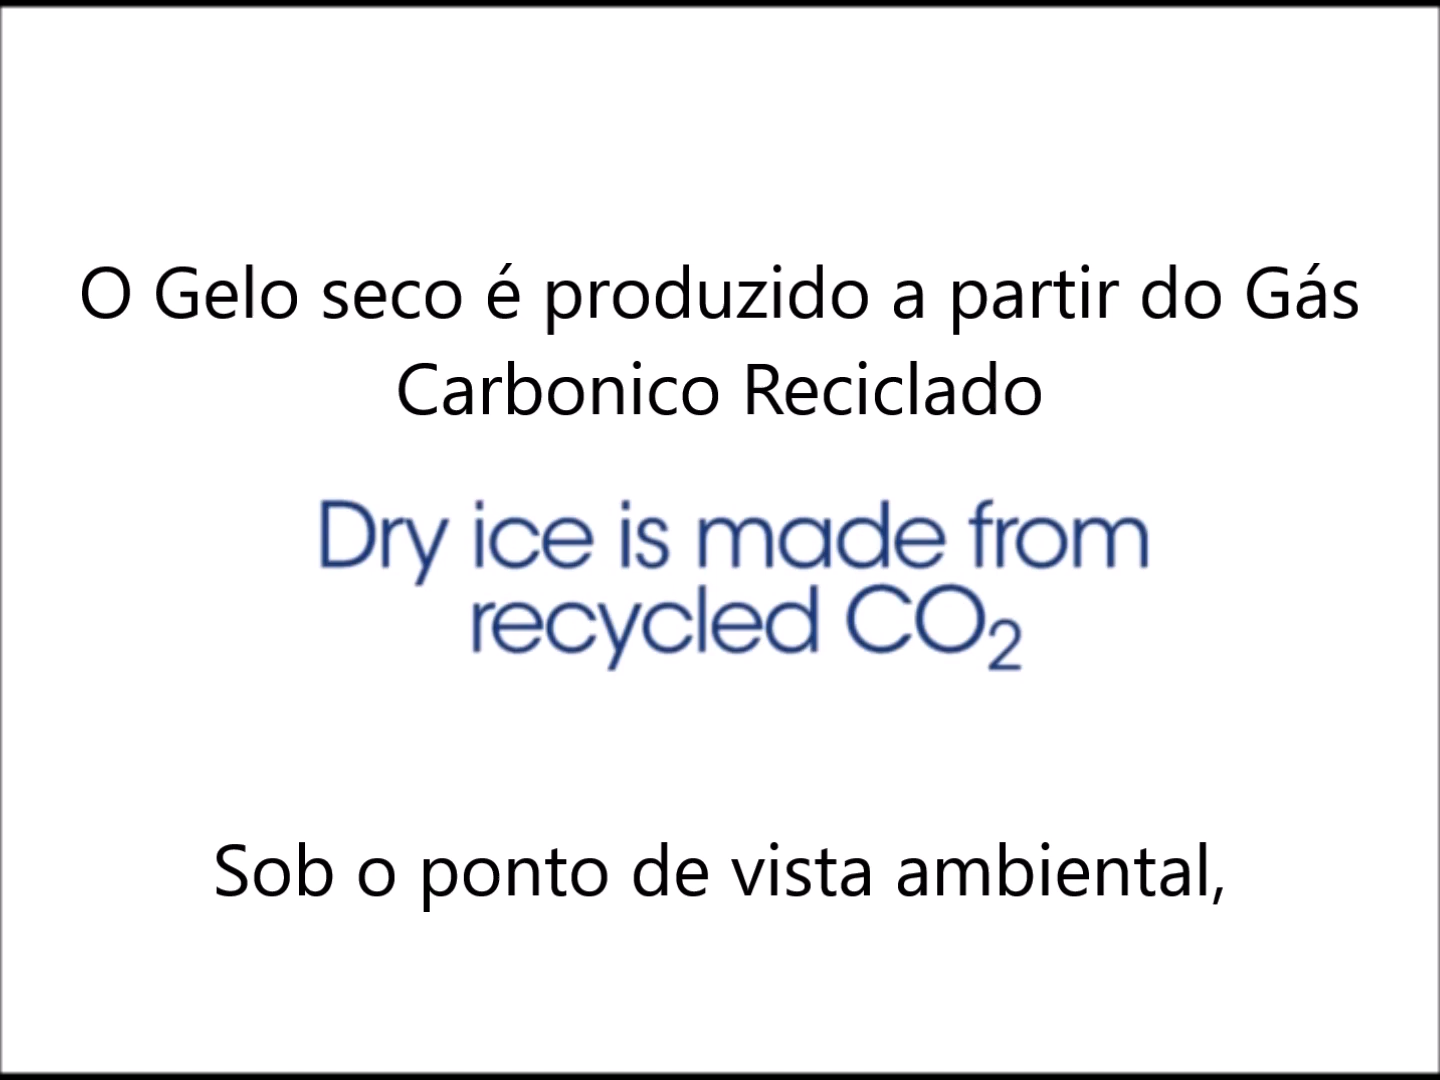 O Gelo seco é produzido a partir do Gás
Carbonico Reciclado
Dry ice is made from
recycled CO₂
Sob o ponto de vista ambiental,